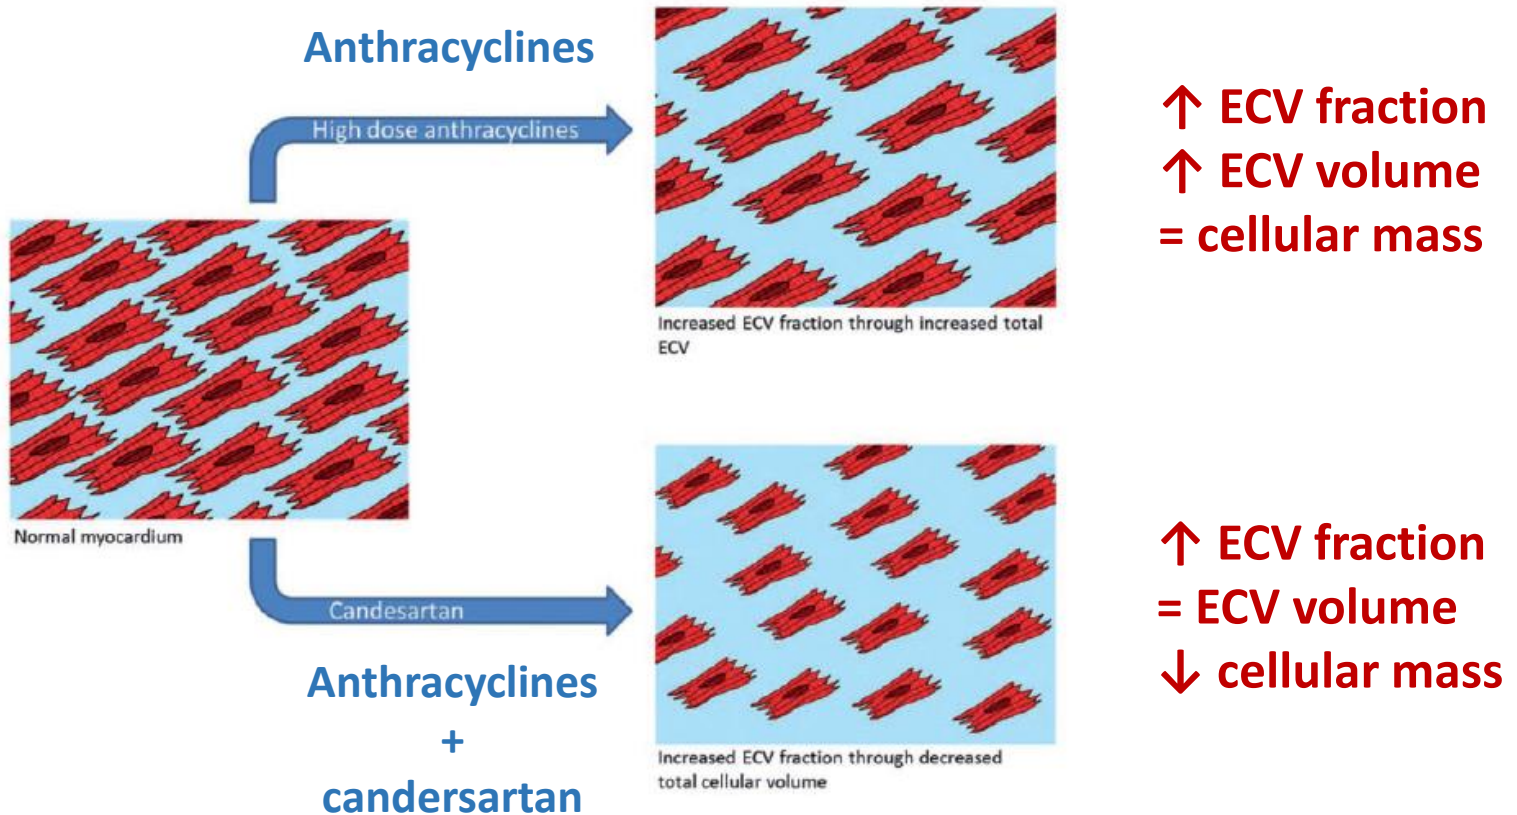 Anthracyclines
High dose anthracyclines
↑ ECV fraction
↑ ECV volume
= cellular mass
Increased ECV fraction through increased total
ECV
Normal myocardium
Candesartan
Anthracyclines
+
candersartan
↑ ECV fraction
= ECV volume
↓ cellular mass
Increased ECV fraction through decreased
total cellular volume